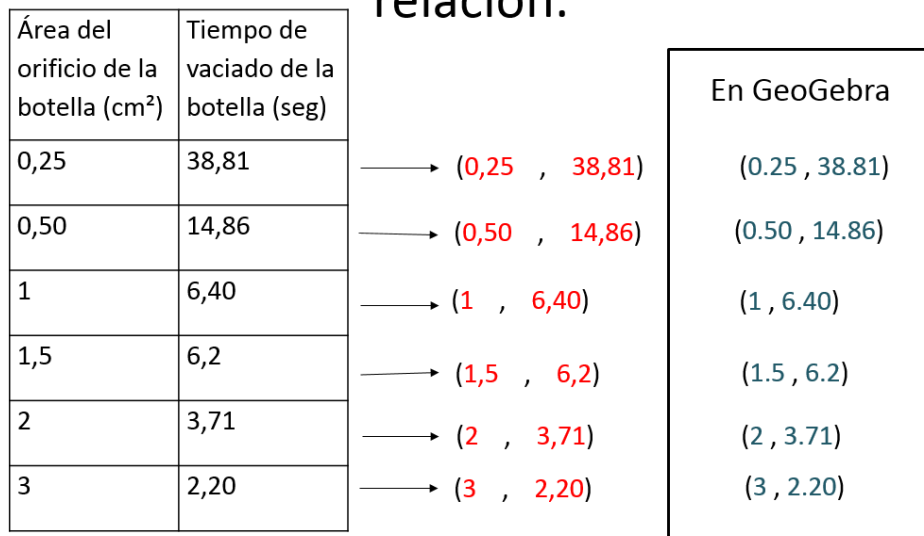 relación.
Área del
orificio de la
botella (cm²)
Tiempo de
vaciado de la
botella (seg)
0,25 38,81 (0,25 , 38,81)
0,50 14,86 (0,50 , 14,86)
1 6,40 (1 , 6,40)
1,5 6,2 (1,5 , 6,2)
2 3,71 (2 , 3,71)
3 2,20 (3 , 2,20)
En GeoGebra
(0.25 , 38.81)
(0.50 , 14.86)
(1 , 6.40)
(1.5 , 6.2)
(2 , 3.71)
(3 , 2.20)